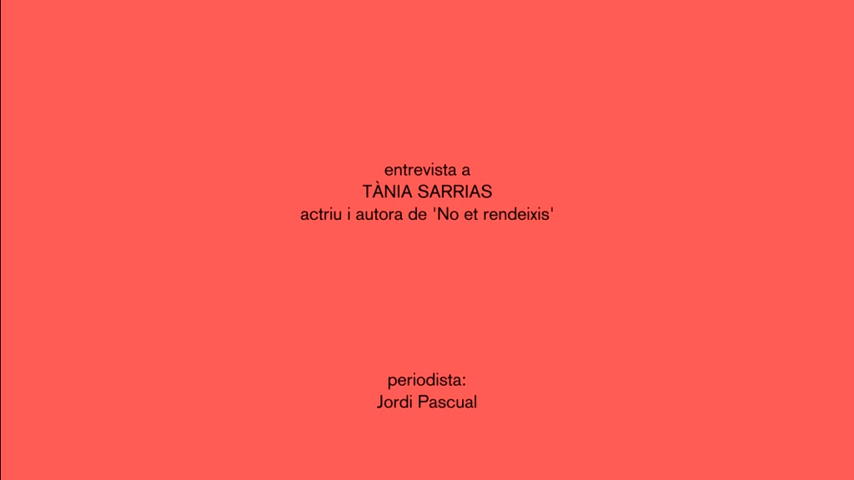 entrevista a
TÀNIA SARRIAS
actriu i autora de 'No et rendeixis'
periodista:
Jordi Pascual